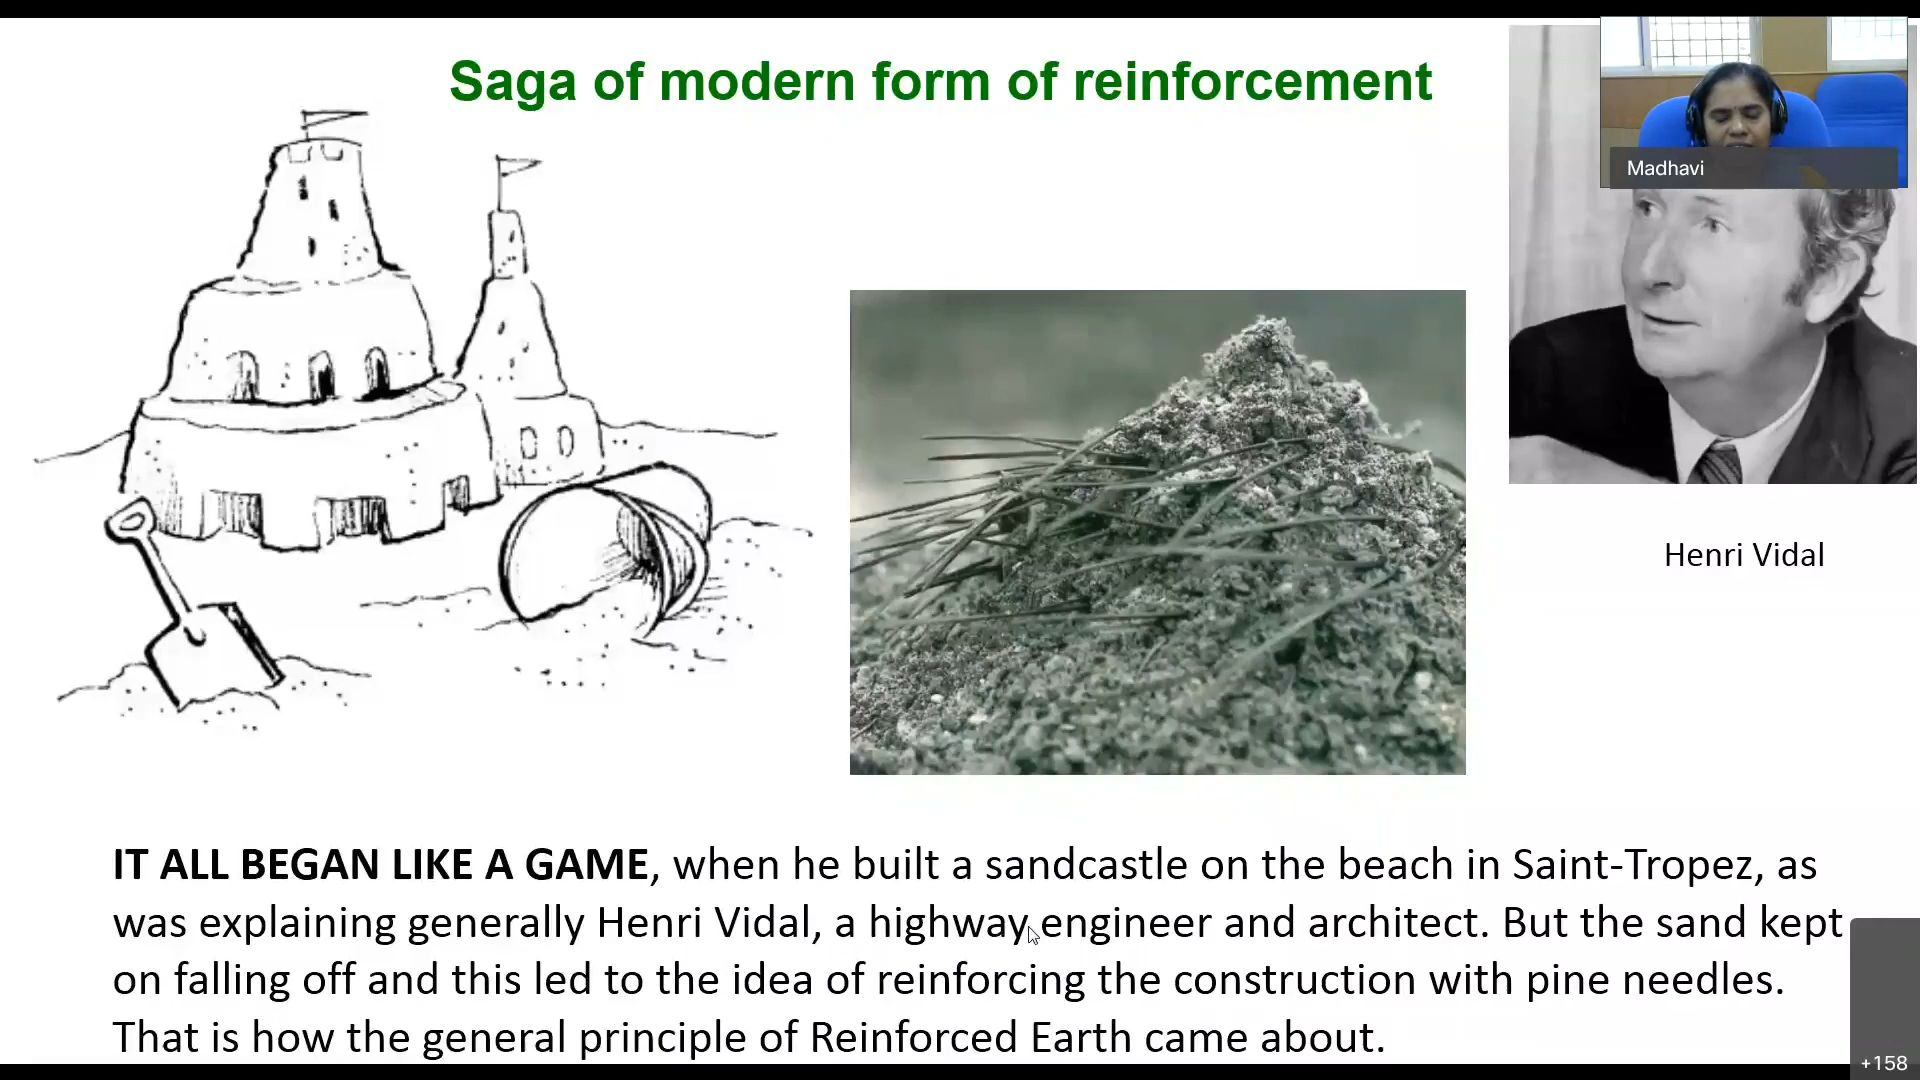 Saga of modern form of reinforcement
Madhavi
Henri Vidal
IT ALL BEGAN LIKE A GAME, when he built a sandcastle on the beach in Saint-Tropez, as
was explaining generally Henri Vidal, a highway engineer and architect. But the sand kept
on falling off and this led to the idea of reinforcing the construction with pine needles.
That is how the general principle of Reinforced Earth came about.
+158